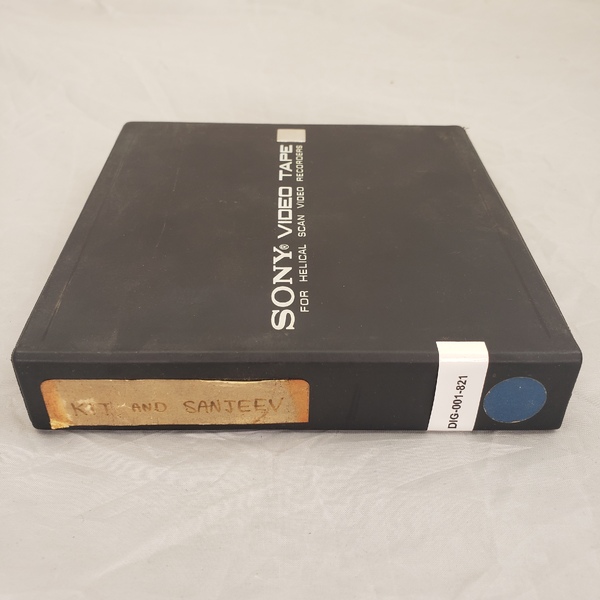 SONY® VIDEO TAPE
FOR HELICAL SCAN VIDEO RECORDERS
KIT AND SANJEEV
DIG-001-821